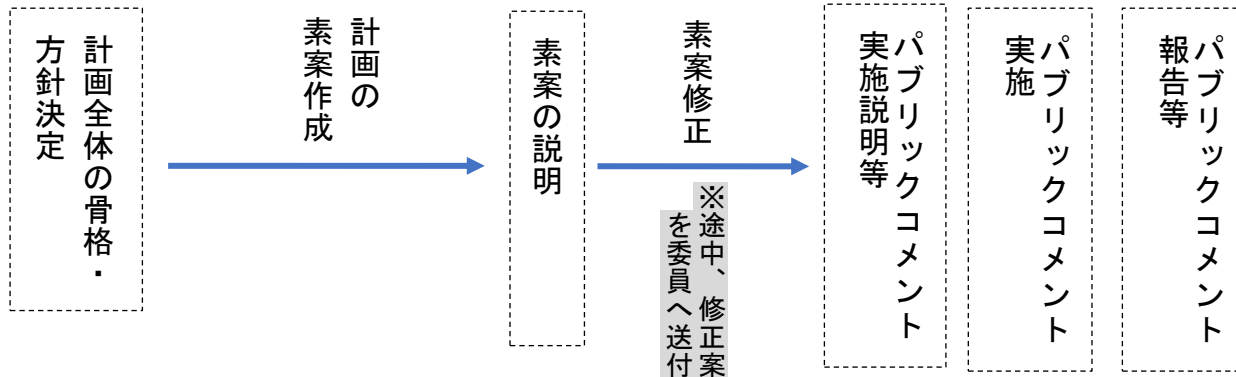 計画全体の骨格・
方針決定
計画の
素案作成
素案の説明
素案修正
※途中、修正案
を委員へ送付
パブリックコメント
実施説明等
パブリックコメント
実施
パブリックコメント
報告等